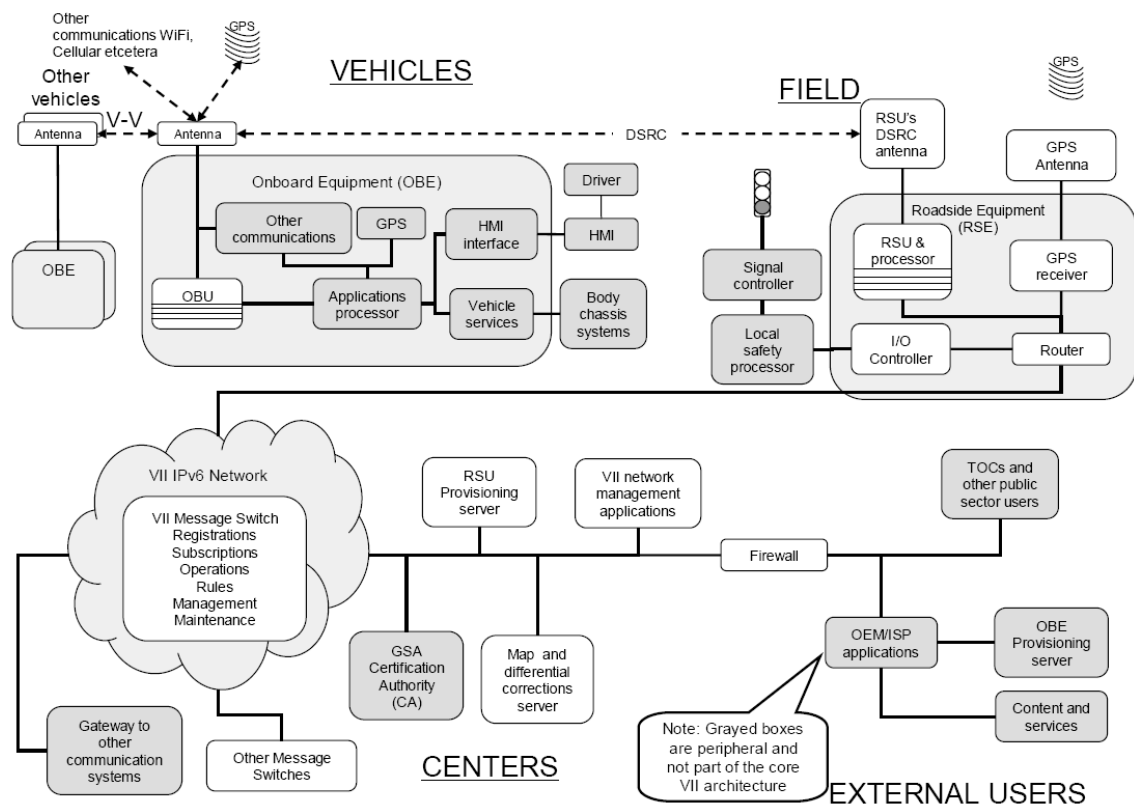 Other
communications WiFi,
Cellular etcetera
GPS
VEHICLES
GPS
Other
vehicles
FIELD
V-V
Antenna
Antenna
DSRC
RSU's
DSRC
antenna
GPS
Antenna
Onboard Equipment (OBE)
Driver
Other
communications
GPS
HMI
interface
HMI
Roadside Equipment
(RSE)
RSU &
processor
GPS
receiver
OBE
OBU
Applications
processor
Vehicle
services
Body
chassis
systems
Signal
controller
Local
safety
processor
I/O
Controller
Router
VII IPv6 Network
VII Message Switch
Registrations
Subscriptions
Operations
Rules
Management
Maintenance
RSU
Provisioning
server
VII network
management
applications
TOCs and
other public
sector users
Firewall
GSA
Certification
Authority
(CA)
Map and
differential
corrections
server
OEM/ISP
applications
OBE
Provisioning
server
Content and
services
Gateway to
other
communication
systems
Other Message
Switches
CENTERS
Note: Grayed boxes
are peripheral and
not part of the core
VII architecture
EXTERNAL USERS